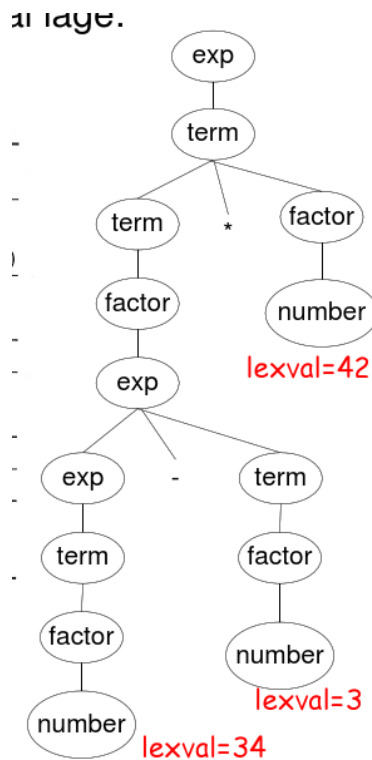 exp
term
term * factor
factor number
lexval=42
exp
exp - term
term factor
factor number
lexval=3
number
lexval=34